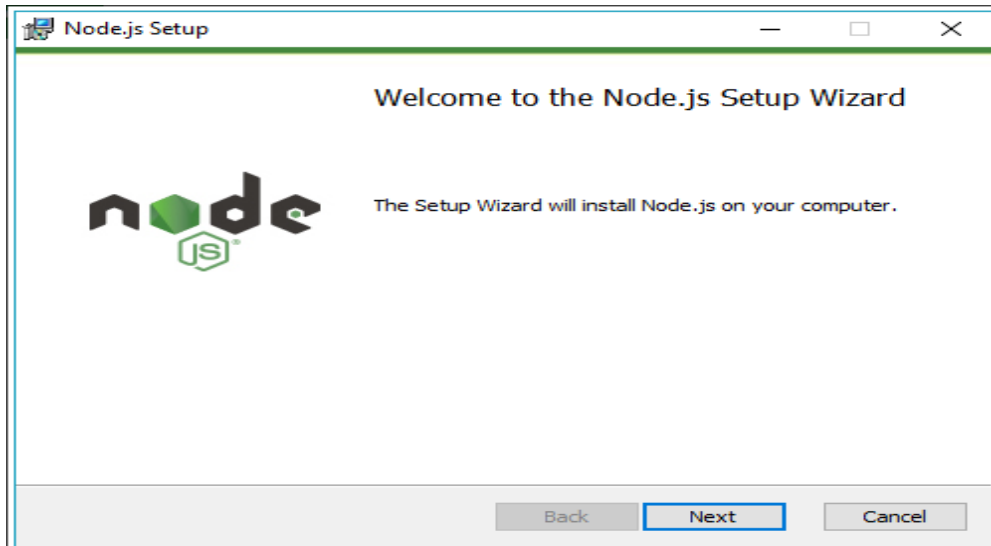 Node.js Setup
Welcome to the Node.js Setup Wizard
node
JS®
The Setup Wizard will install Node.js on your computer.
Back
Next
Cancel